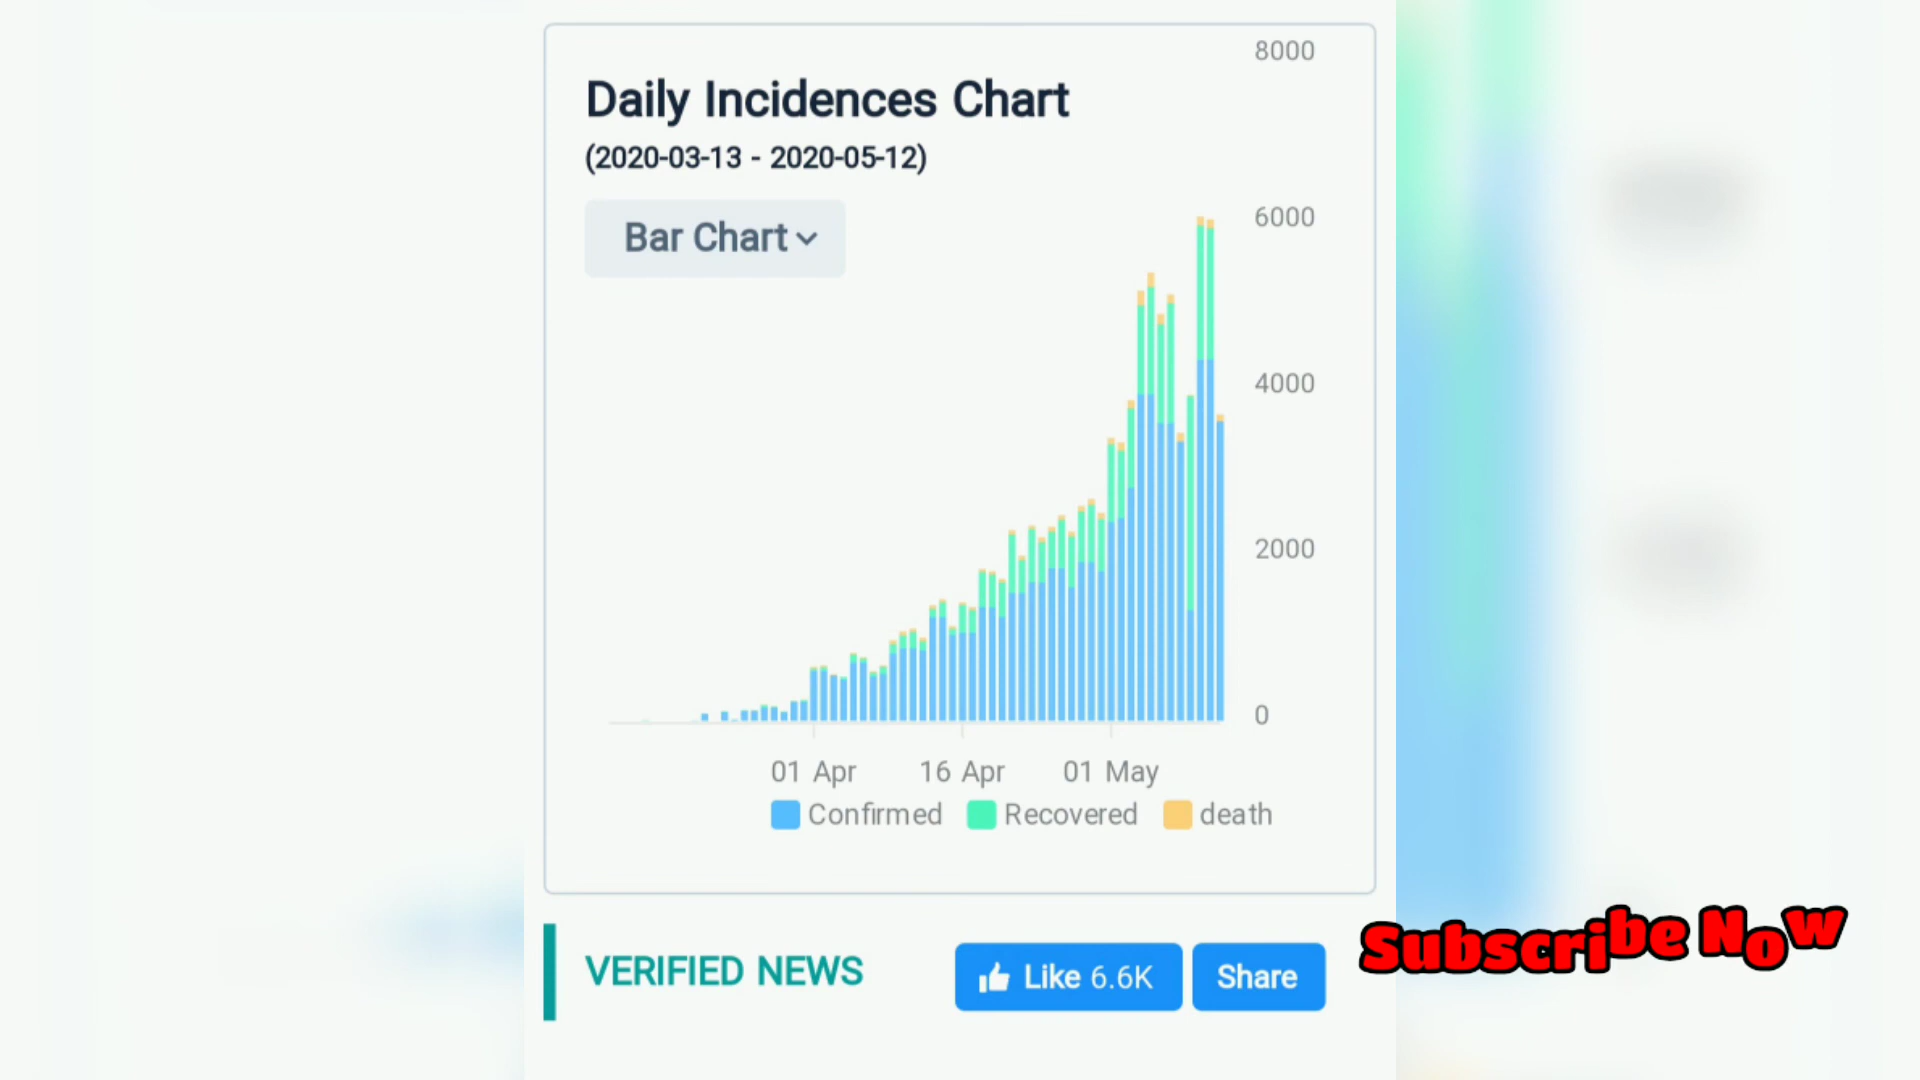 8000
Daily Incidences Chart
(2020-03-13 - 2020-05-12)
Bar Chart
6000
4000
2000
0
01 Apr 16 Apr 01 May
Confirmed Recovered death
VERIFIED NEWS
Like 6.6K Share
Subscribe Now